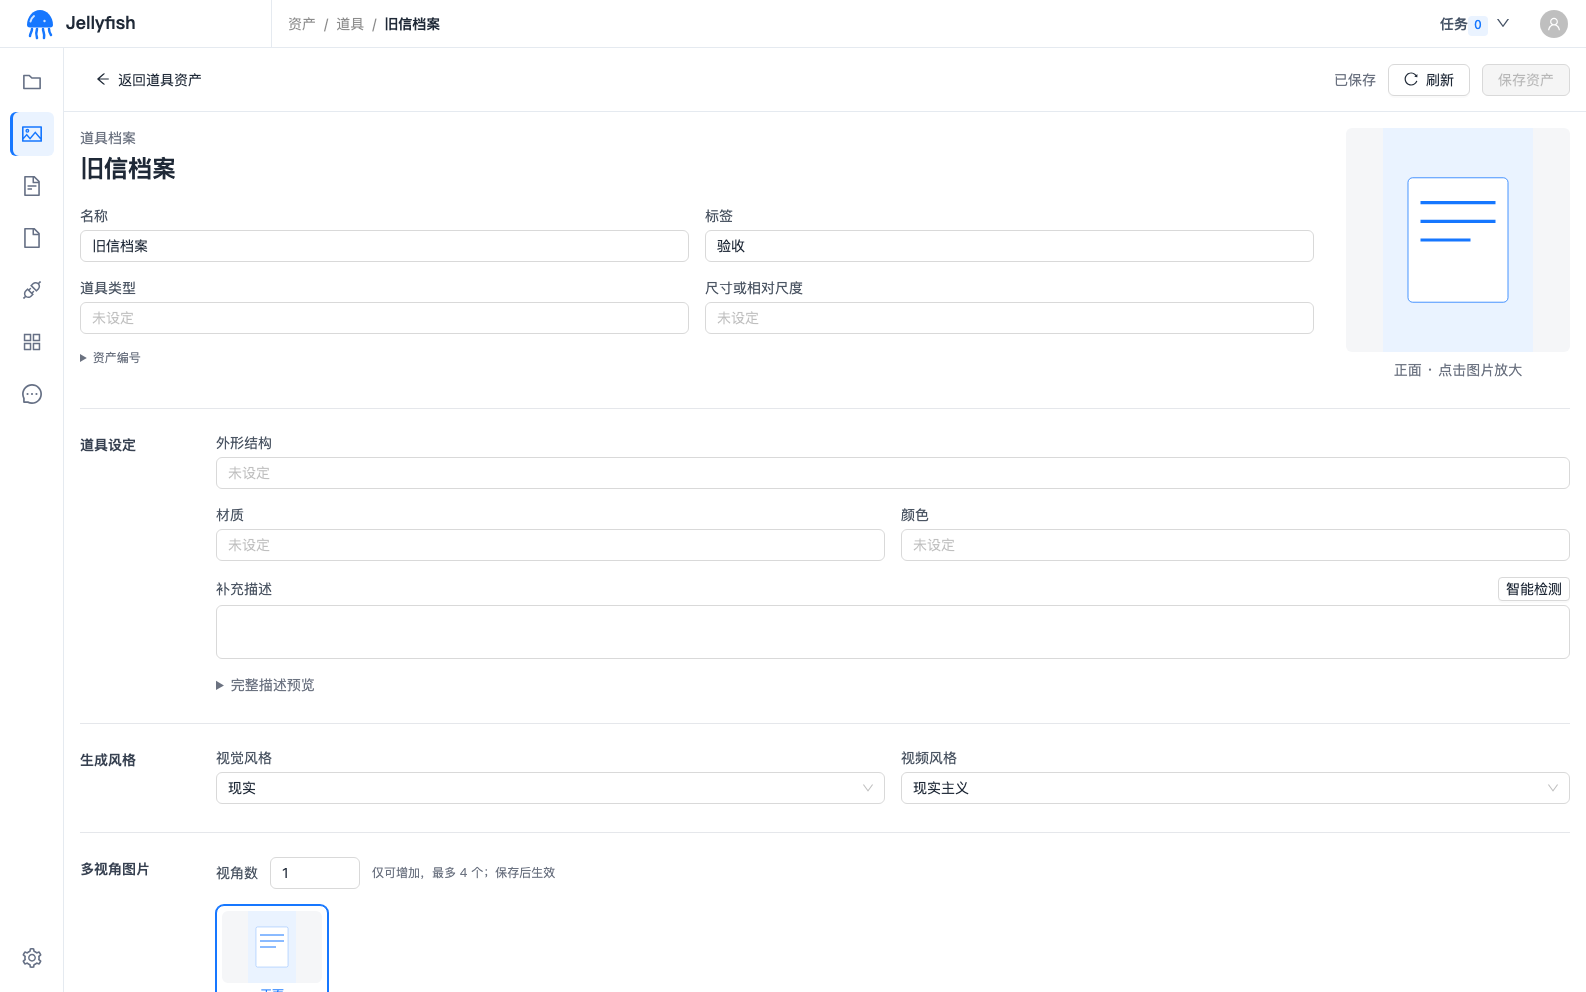 Jellyfish
资产 / 道具 / 旧信档案
任务 0
返回道具资产
已保存
刷新
保存资产
道具档案
旧信档案
名称
旧信档案
标签
验收
道具类型
未设定
尺寸或相对尺度
未设定
资产编号
正面 · 点击图片放大
道具设定
外形结构
未设定
材质
未设定
颜色
未设定
补充描述
智能检测
完整描述预览
生成风格
视觉风格
现实
视频风格
现实主义
多视角图片
视角数
1
仅可增加，最多 4 个；保存后生效